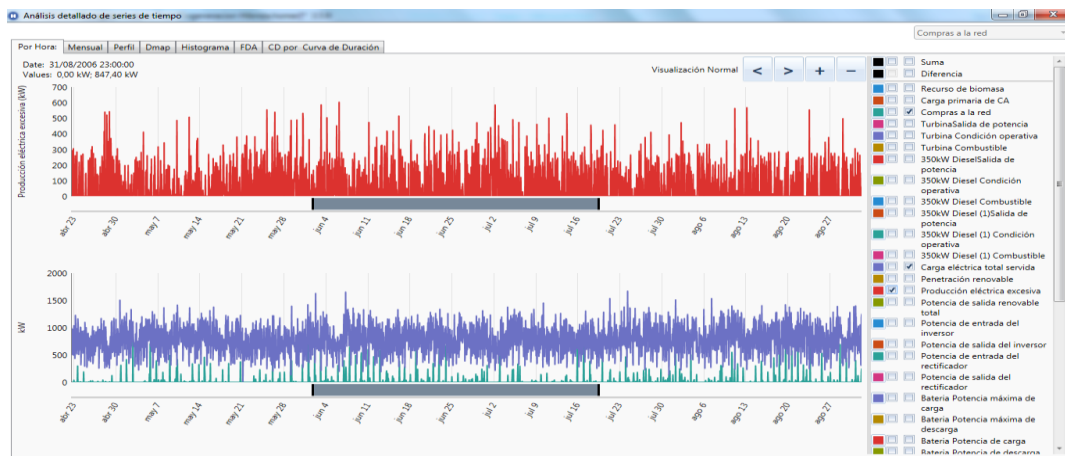 Análisis detallado de series de tiempo
Compras a la red
Por Hora: Mensual Perfil Dmap Histograma FDA CD por Curva de Duración
Date: 31/08/2006 23:00:00
Values: 0,00 kW; 847,40 kW
Visualización Normal < > + −
Producción eléctrica excesiva (kW)
700
600
500
400
300
200
100
0
abr 23 abr 30 may 7 may 14 may 21 may 28 jun 4 jun 11 jun 18 jun 25 jul 2 jul 9 jul 16 jul 23 jul 30 ago 6 ago 13 ago 20 ago 27
kW
2000
1500
1000
500
0
abr 23 abr 30 may 7 may 14 may 21 may 28 jun 4 jun 11 jun 18 jun 25 jul 2 jul 9 jul 16 jul 23 jul 30 ago 6 ago 13 ago 20 ago 27
Suma
Diferencia
Recurso de biomasa
Carga primaria de CA
Compras a la red
TurbinaSalida de potencia
Turbina Condición operativa
Turbina Combustible
350kW DieselSalida de
potencia
350kW Diesel Condición
operativa
350kW Diesel Combustible
350kW Diesel (1)Salida de
potencia
350kW Diesel (1) Condición
operativa
350kW Diesel (1) Combustible
Carga eléctrica total servida
Penetración renovable
Producción eléctrica excesiva
Potencia de salida renovable
total
Potencia de entrada del
inversor
Potencia de salida del inversor
Potencia de entrada del
rectificador
Potencia de salida del
rectificador
Bateria Potencia máxima de
carga
Bateria Potencia máxima de
descarga
Bateria Potencia de carga
Bateria Potencia de descarga